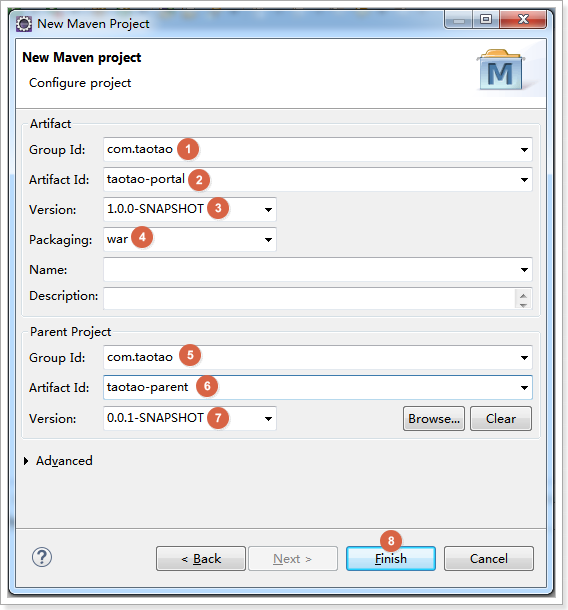 New Maven Project
New Maven project
Configure project
M
Artifact
Group Id: com.taotao 1
Artifact Id: taotao-portal 2
Version: 1.0.0-SNAPSHOT 3
Packaging: war 4
Name:
Description:
Parent Project
Group Id: com.taotao 5
Artifact Id: taotao-parent 6
Version: 0.0.1-SNAPSHOT 7 Browse... Clear
Advanced
8
? < Back Next > Finish Cancel